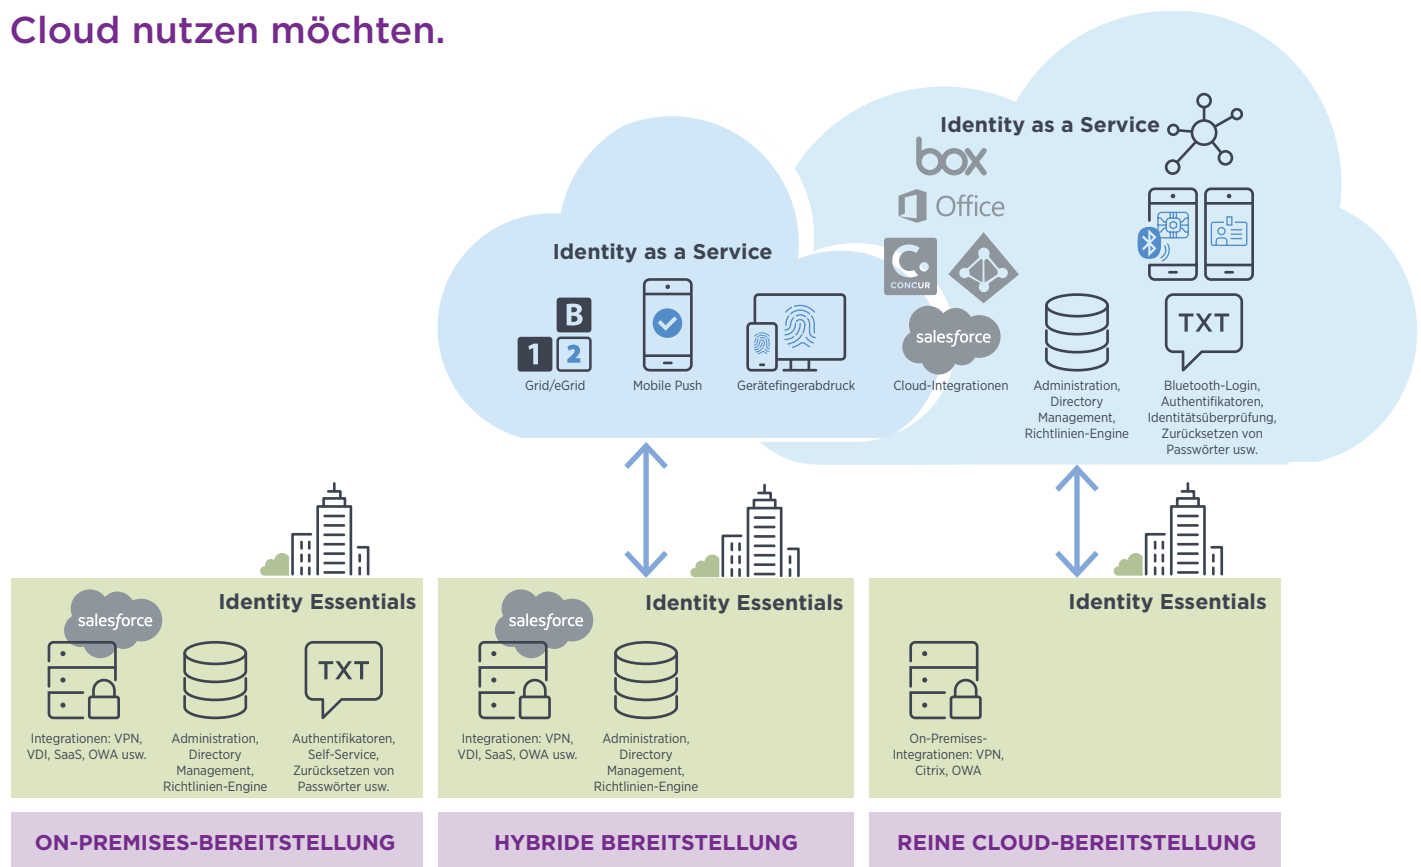 Cloud nutzen möchten.
Identity as a Service
box
Office
C.
CONCUR
salesforce
Cloud-Integrationen
Administration,
Directory
Management,
Richtlinien-Engine
TXT
Bluetooth-Login,
Authentifikatoren,
Identitätsüberprüfung,
Zurücksetzen von
Passwörter usw.
Identity as a Service
B
1 2
Grid/eGrid
Mobile Push
Gerätefingerabdruck
Identity Essentials
salesforce
TXT
Integrationen: VPN,
VDI, SaaS, OWA usw.
Administration,
Directory
Management,
Richtlinien-Engine
Authentifikatoren,
Self-Service,
Zurücksetzen von
Passwörter usw.
ON-PREMISES-BEREITSTELLUNG
Identity Essentials
salesforce
Integrationen: VPN,
VDI, SaaS, OWA usw.
Administration,
Directory
Management,
Richtlinien-Engine
HYBRIDE BEREITSTELLUNG
Identity Essentials
On-Premises-
Integrationen: VPN,
Citrix, OWA
REINE CLOUD-BEREITSTELLUNG